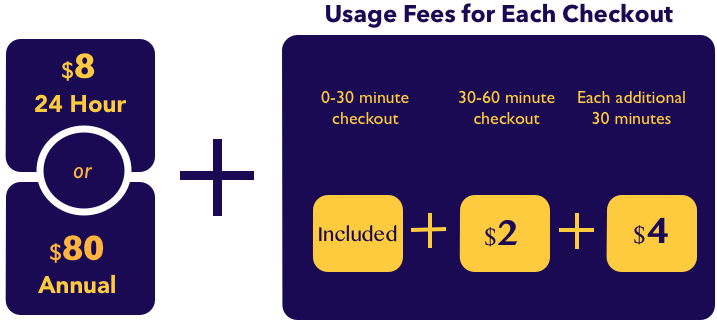 Usage Fees for Each Checkout
$8
24 Hour
or
$80
Annual
+
0-30 minute
checkout
30-60 minute
checkout
Each additional
30 minutes
Included + $2 + $4